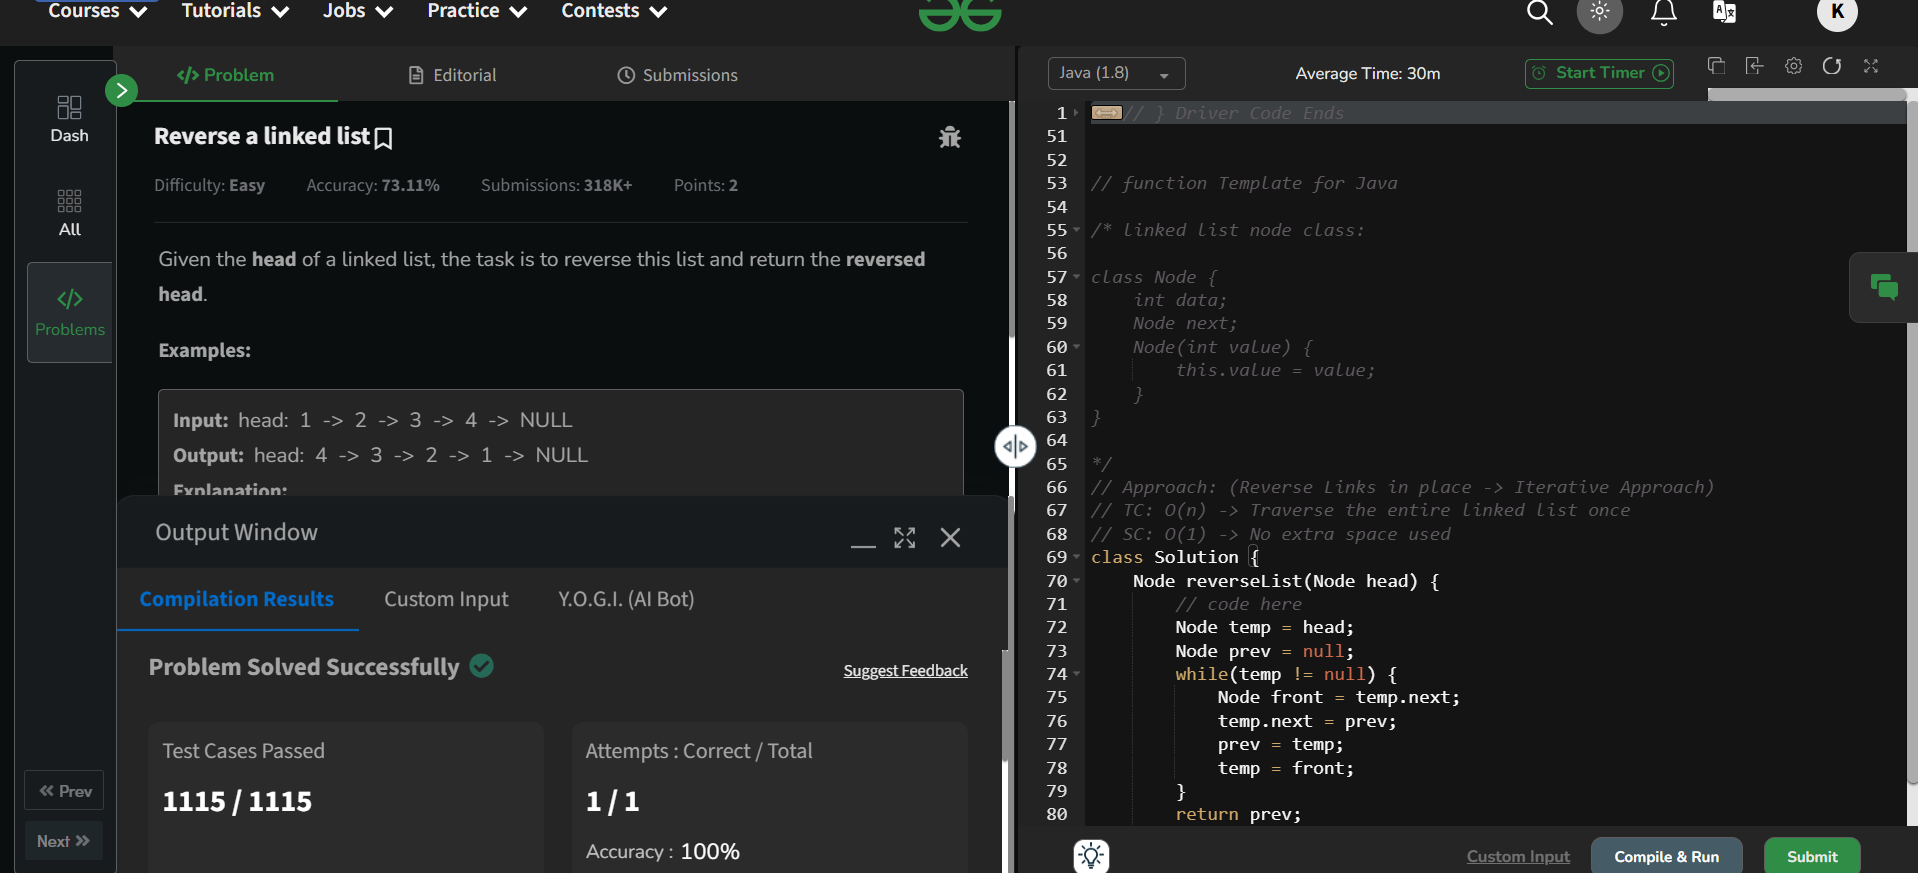 Courses Tutorials Jobs Practice Contests
A K
Dash
All
Problems
Prev
Next
Problem Editorial Submissions
Reverse a linked list
Difficulty: Easy Accuracy: 73.11% Submissions: 318K+ Points: 2
Given the head of a linked list, the task is to reverse this list and return the reversed
head.
Examples:
Input: head: 1 -> 2 -> 3 -> 4 -> NULL
Output: head: 4 -> 3 -> 2 -> 1 -> NULL
Explanation:
Output Window
Compilation Results Custom Input Y.O.G.I. (AI Bot)
Problem Solved Successfully Suggest Feedback
Test Cases Passed
1115 / 1115
Attempts : Correct / Total
1 / 1
Accuracy : 100%
Java (1.8) Average Time: 30m Start Timer
1 // } Driver Code Ends
51
52
53 // function Template for Java
54
55 /* linked list node class:
56
57 class Node {
58 int data;
59 Node next;
60 Node(int value) {
61 this.value = value;
62 }
63 }
64
65 */
66 // Approach: (Reverse Links in place -> Iterative Approach)
67 // TC: O(n) -> Traverse the entire linked list once
68 // SC: O(1) -> No extra space used
69 class Solution {
70 Node reverseList(Node head) {
71 // code here
72 Node temp = head;
73 Node prev = null;
74 while(temp != null) {
75 Node front = temp.next;
76 temp.next = prev;
77 prev = temp;
78 temp = front;
79 }
80 return prev;
Custom Input Compile & Run Submit